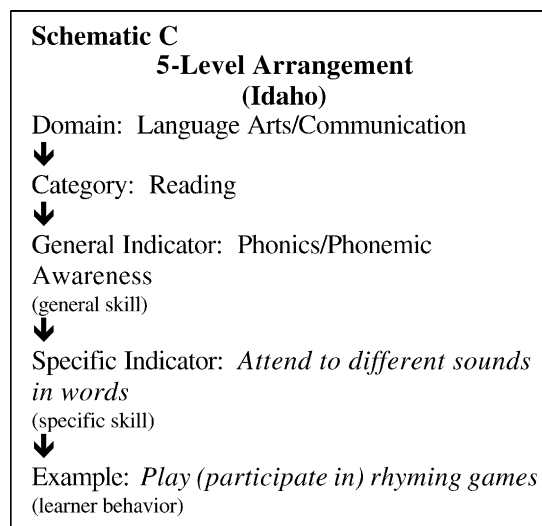 Schematic C
5-Level Arrangement
(Idaho)
Domain: Language Arts/Communication
Category: Reading
General Indicator: Phonics/Phonemic
Awareness
(general skill)
Specific Indicator: Attend to different sounds
in words
(specific skill)
Example: Play (participate in) rhyming games
(learner behavior)